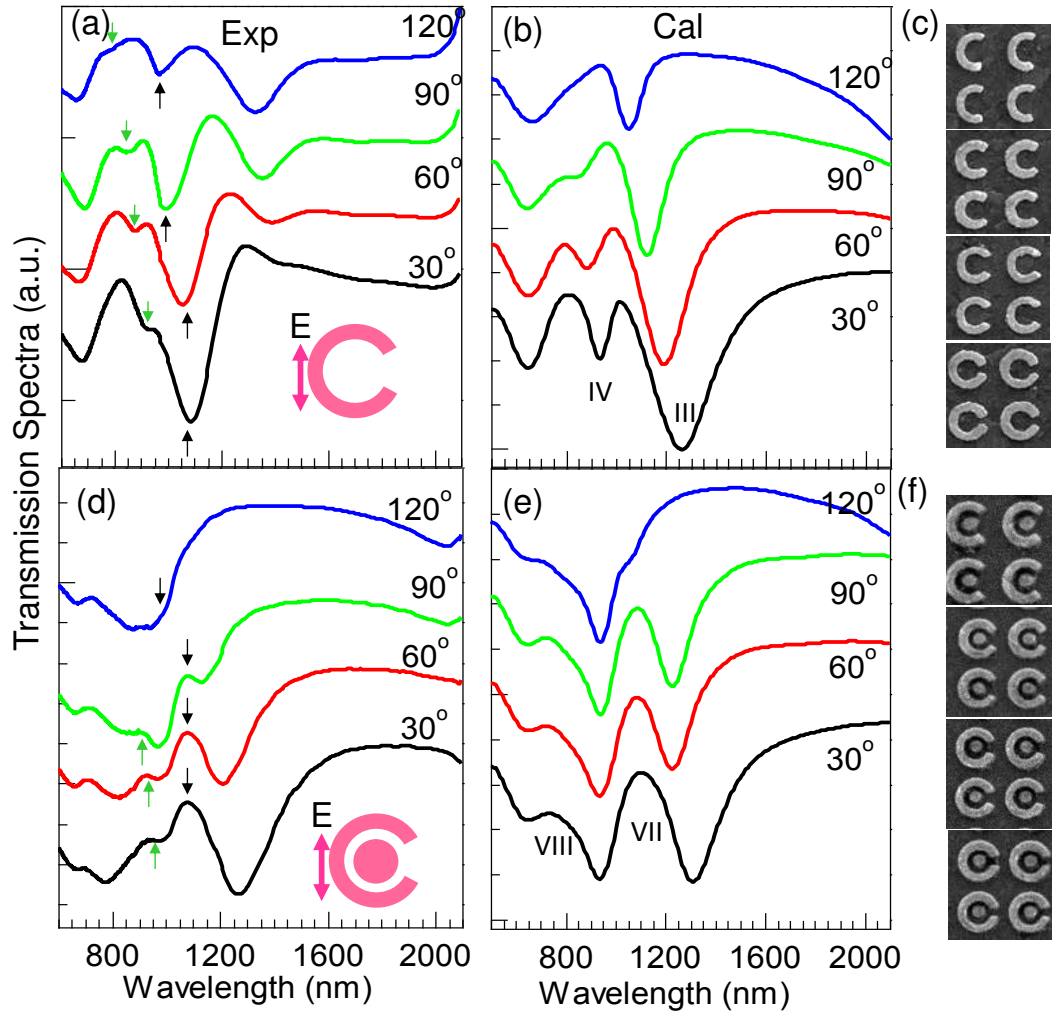 (a)
Exp
120°
90°
60°
30°
E
(b)
Cal
120°
90°
60°
30°
IV
III
(c)
Transmission Spectra (a.u.)
(d)
120°
90°
60°
30°
E
800 1200 1600 2000
Wavelength (nm)
(e)
120°
90°
60°
30°
VIII
VII
800 1200 1600 2000
Wavelength (nm)
(f)